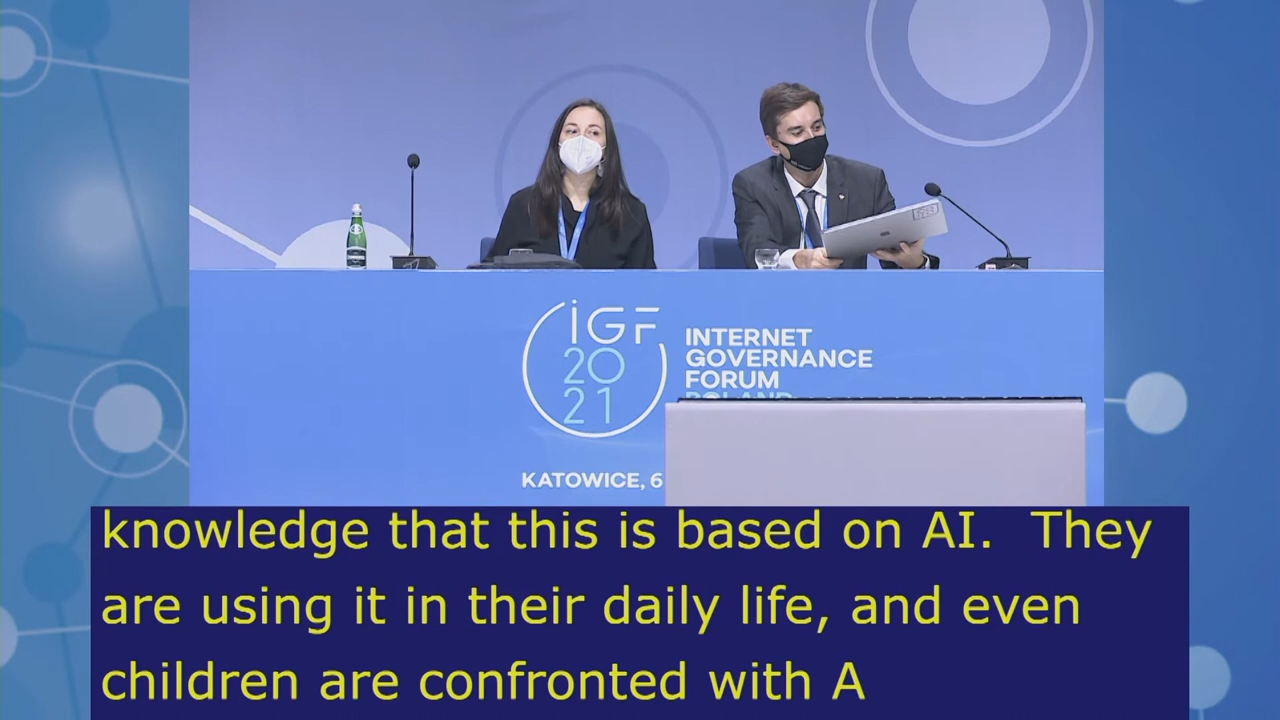 iGF
2021
INTERNET
GOVERNANCE
FORUM
POLAND
KATOWICE, 6
knowledge that this is based on AI.  They
are using it in their daily life, and even
children are confronted with A